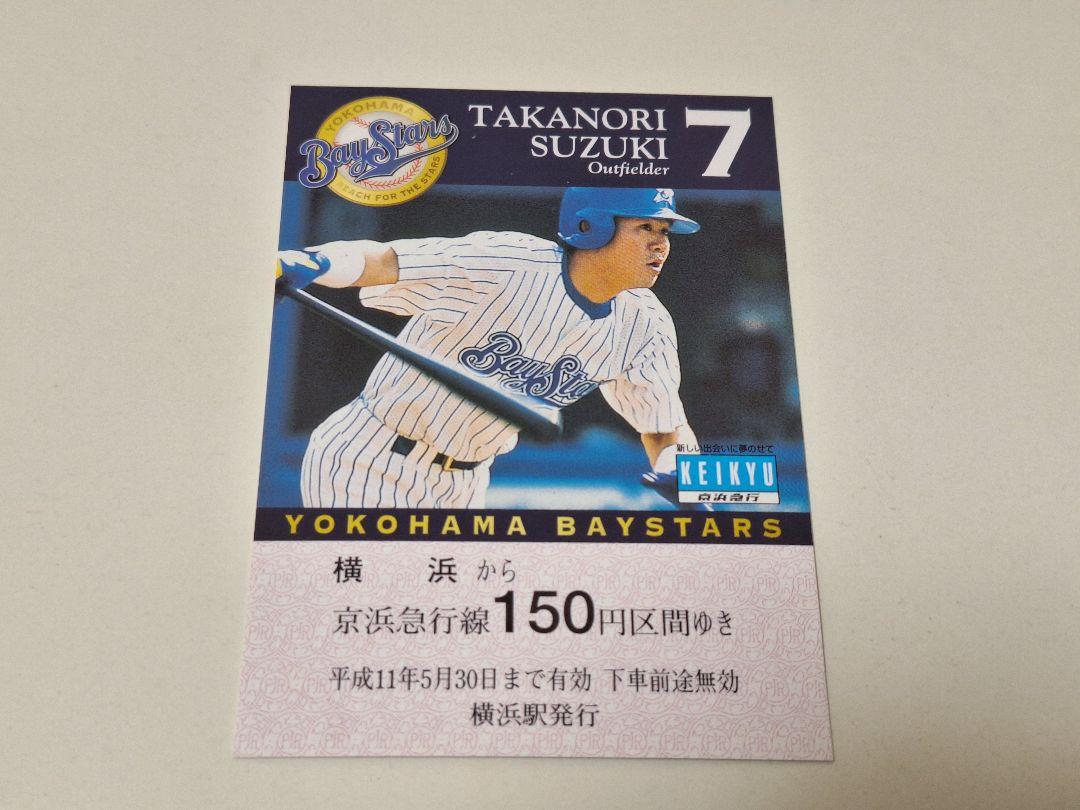 YOKOHAMA
BayStars
REACH FOR THE STARS
TAKANORI
SUZUKI
Outfielder
7
BaySta
新しい出会いに夢のせて
KEIKYU
京浜急行
YOKOHAMA BAYSTARS
横 浜 から
京浜急行線150円区間ゆき
平成11年5月30日まで有効 下車前途無効
横浜駅発行